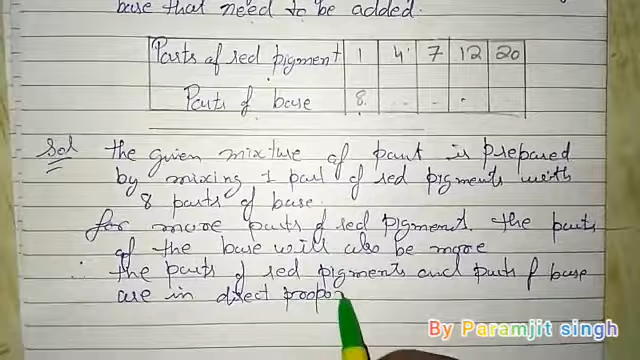 base that need to be added.
Parts of red pigment 1 4 7 12 20
Parts of base 8 .. . .
Sol the given mixture of paint is prepared
by mixing 1 part of red pigments with
8 parts of base.
for more parts of red pigment the parts
of the base will also be more
∴ the parts of red pigments and parts of base
are in direct propor
By Paramjit singh